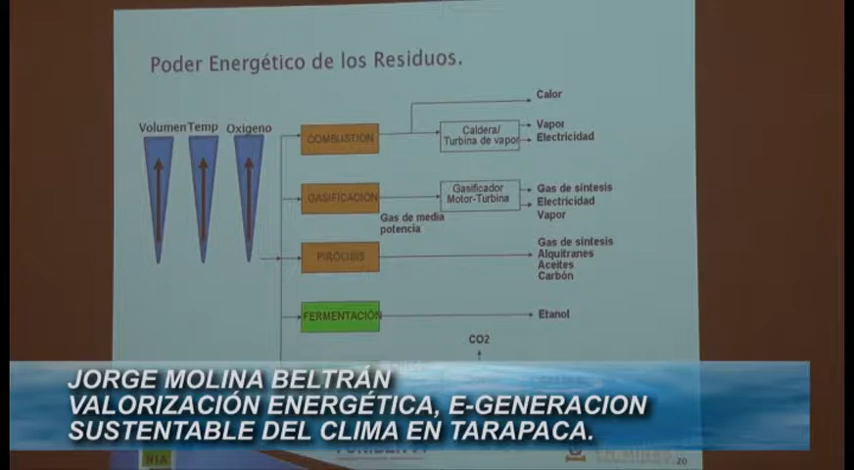 Poder Energético de los Residuos.
Volumen Temp Oxigeno
Calor
COMBUSTION
Caldera/
Turbina de vapor
Vapor
Electricidad
GASIFICACION
Gasificador
Motor-Turbina
Gas de síntesis
Electricidad
Vapor
Gas de media
potencia
PIROLISIS
Gas de síntesis
Alquitranes
Aceites
Carbón
FERMENTACIÓN
Etanol
CO2
JORGE MOLINA BELTRÁN
VALORIZACIÓN ENERGÉTICA, E-GENERACION
SUSTENTABLE DEL CLIMA EN TARAPACA.
20